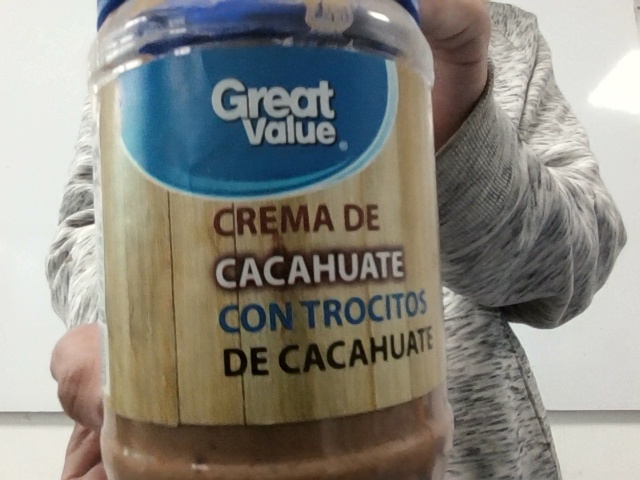 Great
Value
CREMA DE
CACAHUATE
CON TROCITOS
DE CACAHUATE